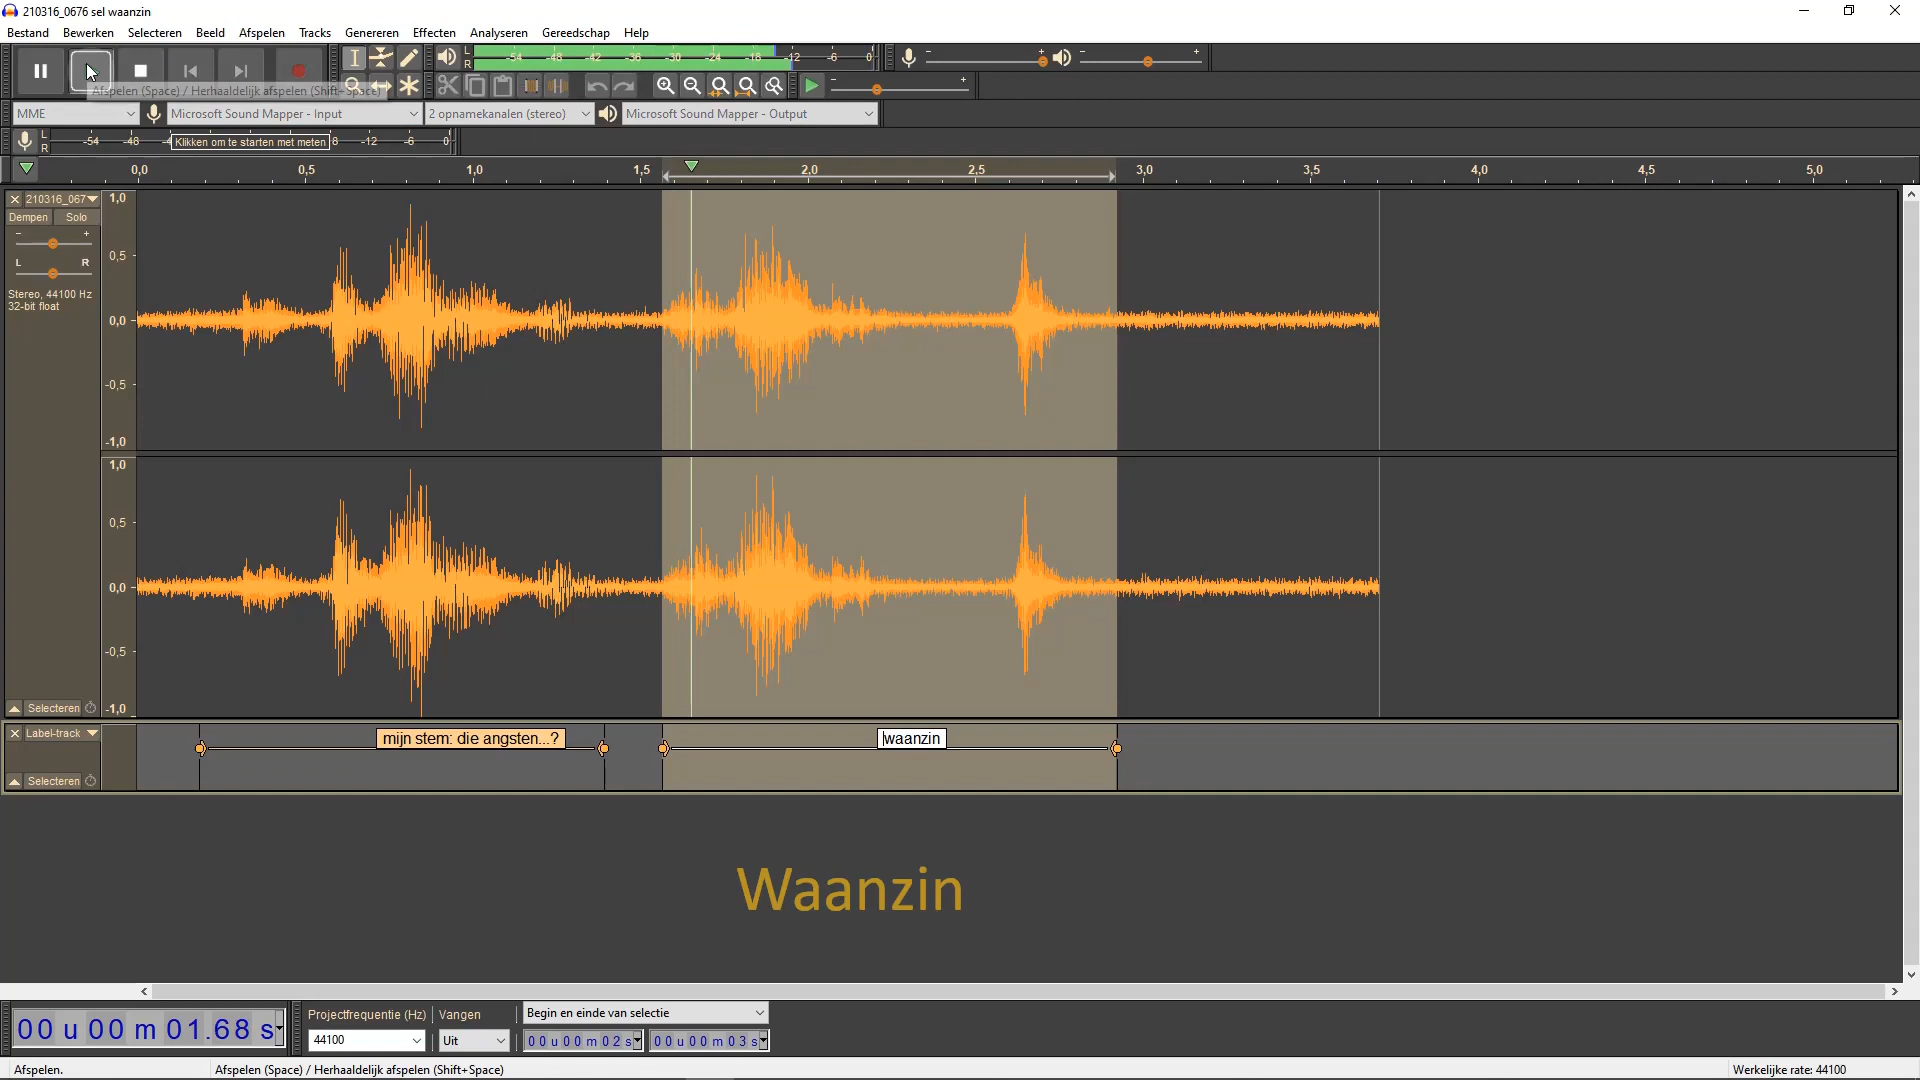 210316_0676 sel waanzin
Bestand Bewerken Selecteren Beeld Afspelen Tracks Genereren Effecten Analyseren Gereedschap Help
L
R
-54 -48 -42 -36 -30 -24 -18 -12 -6 0
Afspelen (Space) / Herhaaldelijk afspelen (Shift+Space)
MME Microsoft Sound Mapper - Input 2 opnamekanalen (stereo) Microsoft Sound Mapper - Output
L
R
-54 -48 -4 Klikken om te starten met meten 8 -12 -6 0
0,0 0,5 1,0 1,5 2,0 2,5 3,0 3,5 4,0 4,5 5,0
210316_067
Dempen Solo
- +
L R
Stereo, 44100 Hz
32-bit float
Selecteren
1,0
0,5
0,0
-0,5
-1,0
1,0
0,5
0,0
-0,5
-1,0
Label-track
mijn stem: die angsten...? waanzin
Selecteren
Waanzin
00 u 00 m 01.68 s
Projectfrequentie (Hz) Vangen Begin en einde van selectie
44100 Uit 00 u 00 m 02 s 00 u 00 m 03 s
Afspelen. Afspelen (Space) / Herhaaldelijk afspelen (Shift+Space) Werkelijke rate: 44100